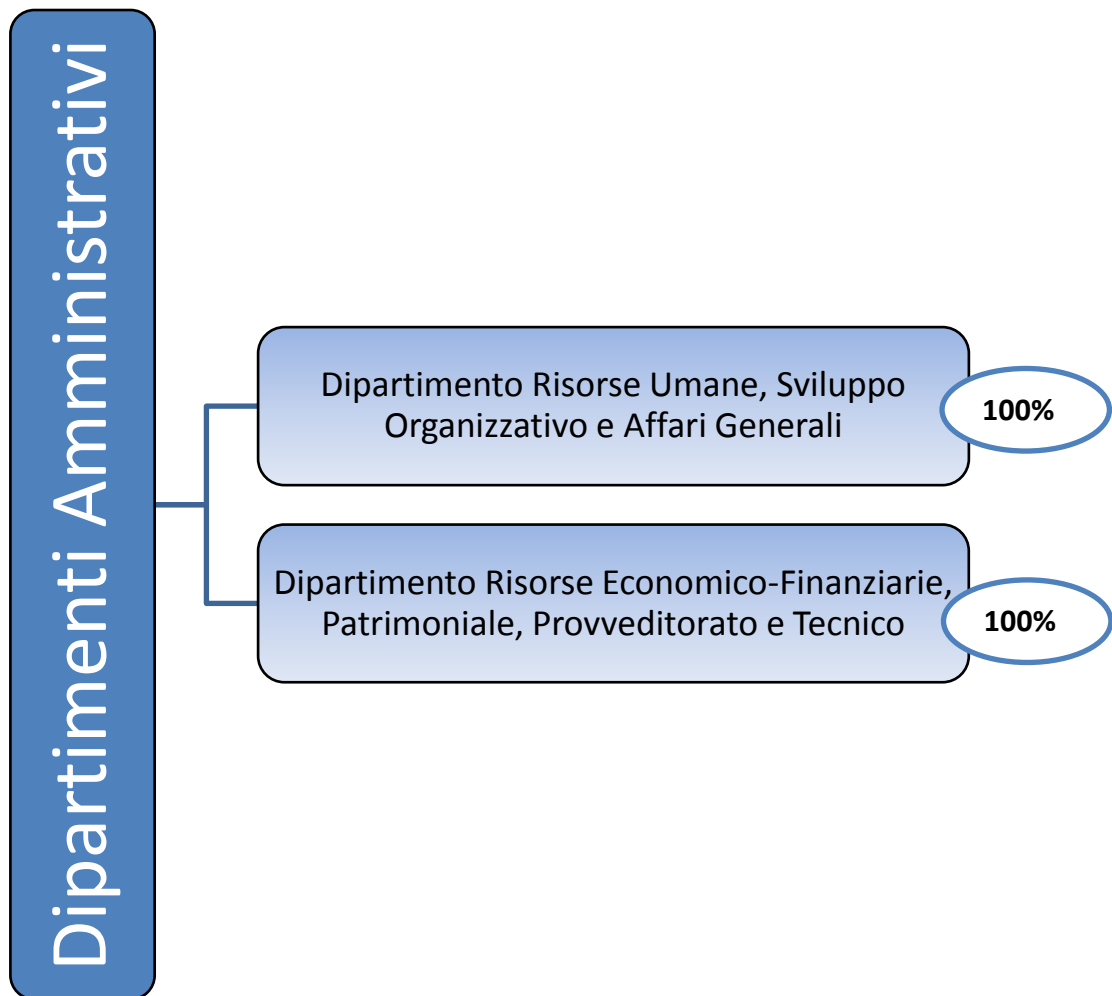 Dipartimenti Amministrativi
Dipartimento Risorse Umane, Sviluppo
Organizzativo e Affari Generali
100%
Dipartimento Risorse Economico-Finanziarie,
Patrimoniale, Provveditorato e Tecnico
100%